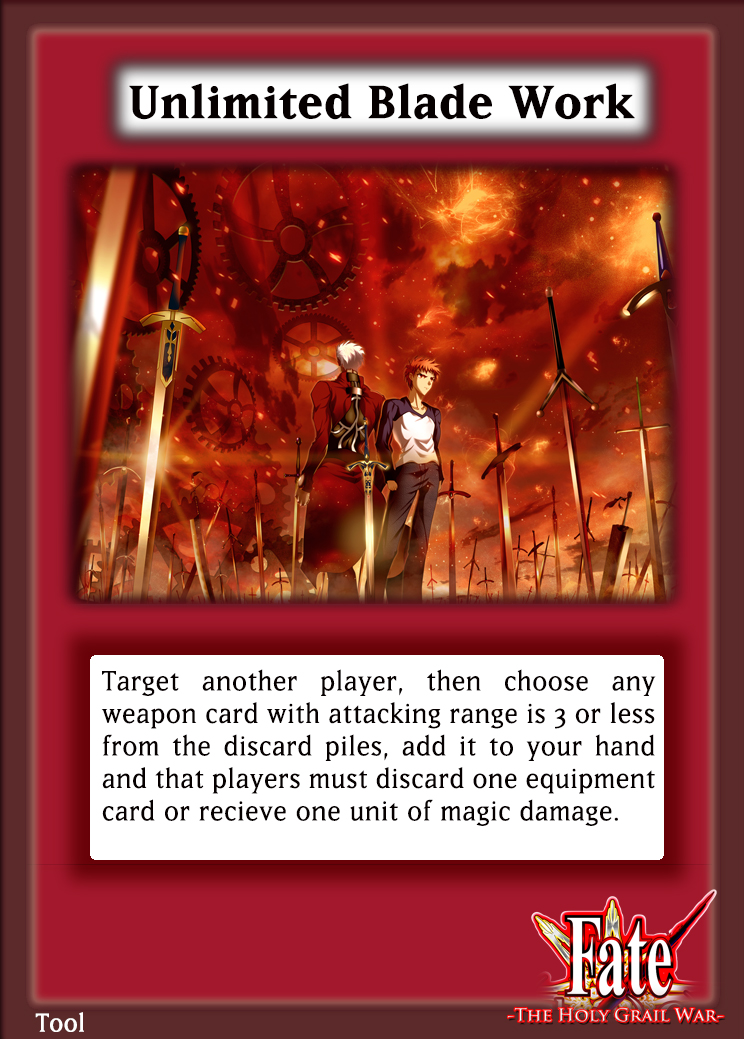 Unlimited Blade Work
Target another player, then choose any
weapon card with attacking range is 3 or less
from the discard piles, add it to your hand
and that players must discard one equipment
card or recieve one unit of magic damage.
Fate
-THE HOLY GRAIL WAR-
Tool